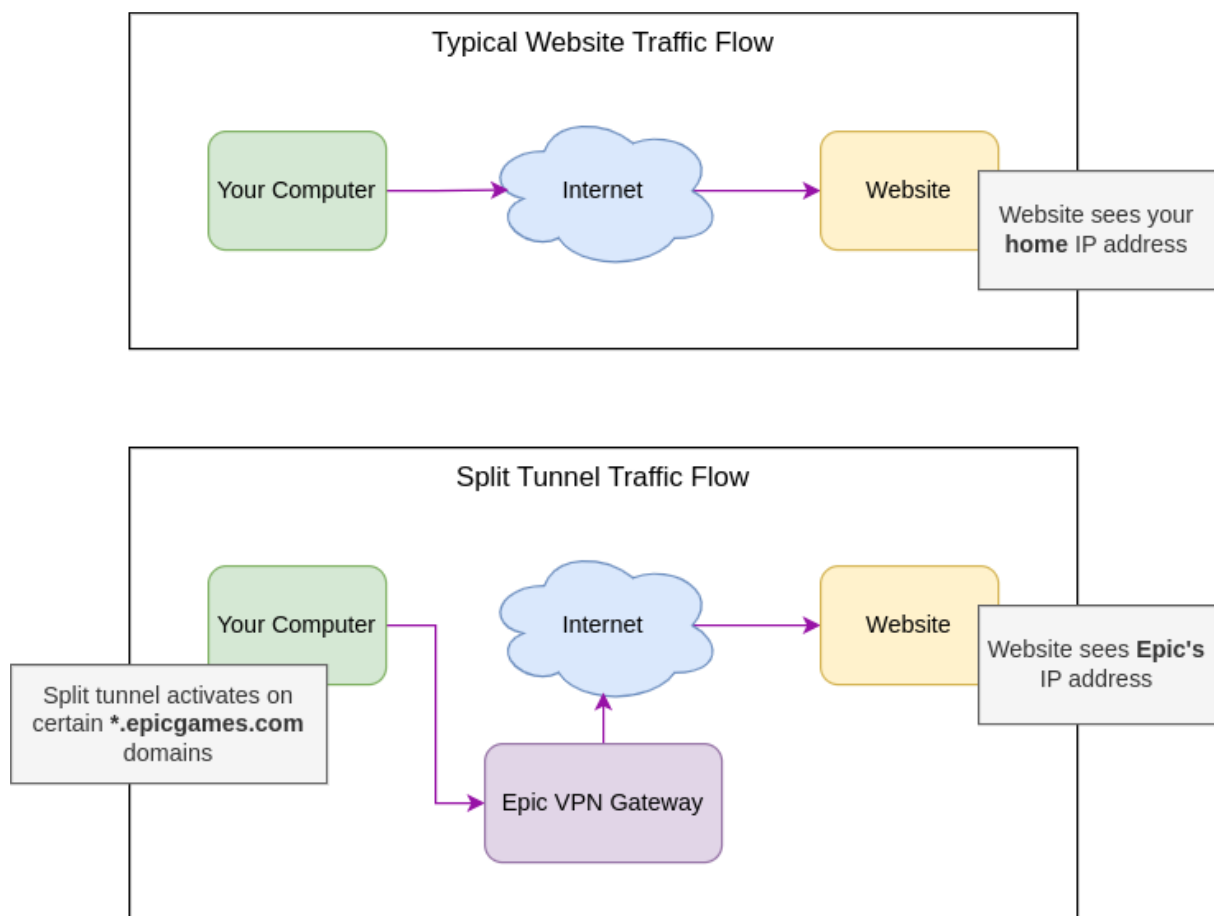 Typical Website Traffic Flow
Your Computer
Internet
Website
Website sees your
home IP address
Split Tunnel Traffic Flow
Your Computer
Internet
Website
Website sees Epic's
IP address
Split tunnel activates on
certain *.epicgames.com
domains
Epic VPN Gateway